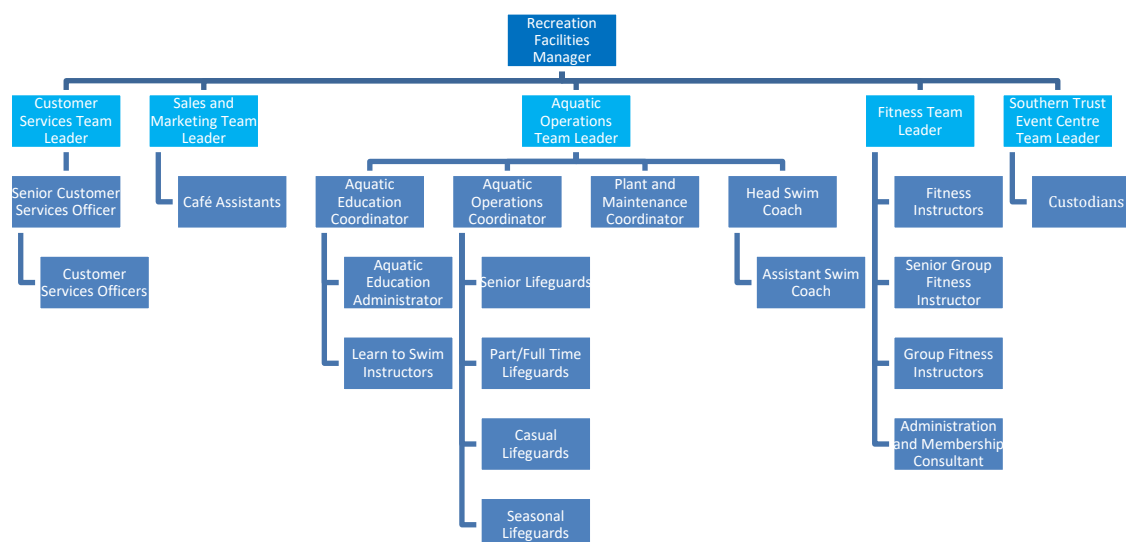 Recreation
Facilities
Manager
Customer
Services Team
Leader
Sales and
Marketing Team
Leader
Aquatic
Operations
Team Leader
Fitness Team
Leader
Southern Trust
Event Centre
Team Leader
Senior Customer
Services Officer
Café Assistants
Aquatic
Education
Coordinator
Aquatic
Operations
Coordinator
Plant and
Maintenance
Coordinator
Head Swim
Coach
Fitness
Instructors
Custodians
Customer
Services Officers
Aquatic
Education
Administrator
Senior Lifeguards
Assistant Swim
Coach
Senior Group
Fitness
Instructor
Learn to Swim
Instructors
Part/Full Time
Lifeguards
Group Fitness
Instructors
Casual
Lifeguards
Administration
and Membership
Consultant
Seasonal
Lifeguards